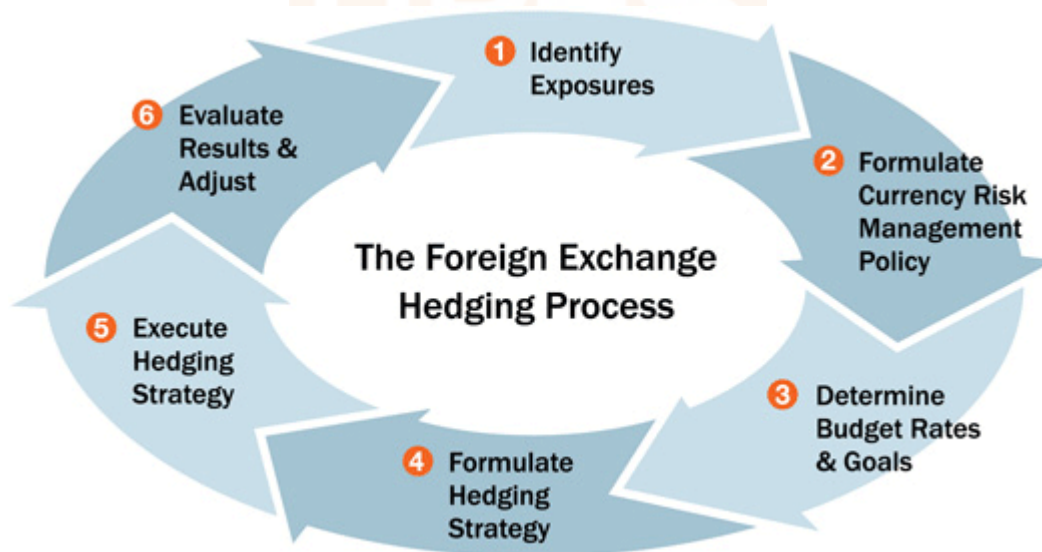 1 Identify
Exposures
2 Formulate
Currency Risk
Management
Policy
3 Determine
Budget Rates
& Goals
4 Formulate
Hedging
Strategy
5 Execute
Hedging
Strategy
6 Evaluate
Results &
Adjust
The Foreign Exchange
Hedging Process